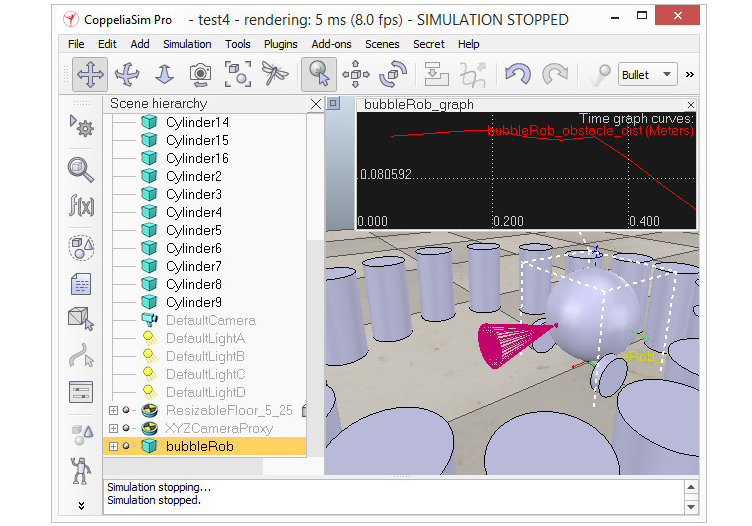 CoppeliaSim Pro - test4 - rendering: 5 ms (8.0 fps) - SIMULATION STOPPED
File Edit Add Simulation Tools Plugins Add-ons Scenes Secret Help
Bullet
»
f(x)
Scene hierarchy
Cylinder14
Cylinder15
Cylinder16
Cylinder2
Cylinder3
Cylinder4
Cylinder5
Cylinder6
Cylinder7
Cylinder8
Cylinder9
DefaultCamera
DefaultLightA
DefaultLightB
DefaultLightC
DefaultLightD
ResizableFloor_5_25
XYZCameraProxy
bubbleRob
bubbleRob_graph
Time graph curves:
bubbleRob_obstacle_dist (Meters)
0.080592
0.000 0.200 0.400
Simulation stopping...
Simulation stopped.